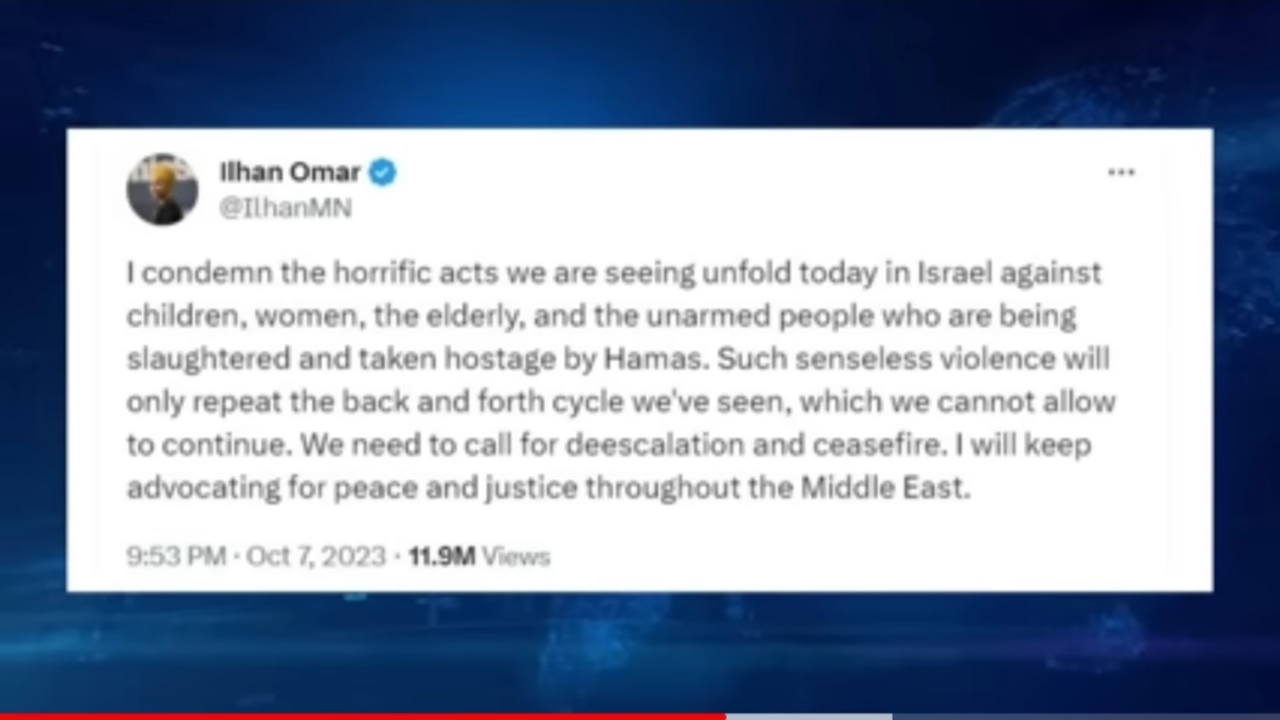 Ilhan Omar
@IlhanMN
I condemn the horrific acts we are seeing unfold today in Israel against
children, women, the elderly, and the unarmed people who are being
slaughtered and taken hostage by Hamas. Such senseless violence will
only repeat the back and forth cycle we've seen, which we cannot allow
to continue. We need to call for deescalation and ceasefire. I will keep
advocating for peace and justice throughout the Middle East.
9:53 PM · Oct 7, 2023 · 11.9M Views